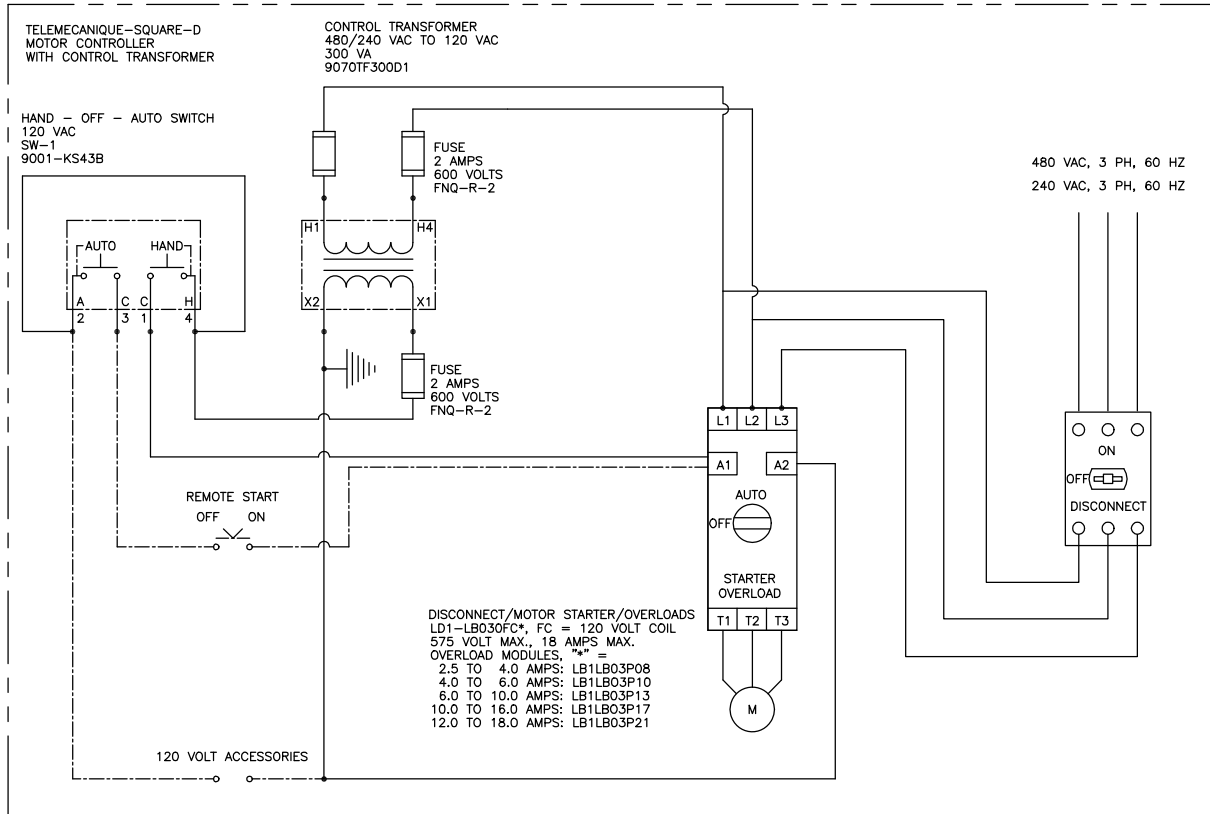 TELEMECANIQUE-SQUARE-D
MOTOR CONTROLLER
WITH CONTROL TRANSFORMER
CONTROL TRANSFORMER
480/240 VAC TO 120 VAC
300 VA
9070TF300D1
HAND - OFF - AUTO SWITCH
120 VAC
SW-1
9001-KS43B
FUSE
2 AMPS
600 VOLTS
FNQ-R-2
480 VAC, 3 PH, 60 HZ
240 VAC, 3 PH, 60 HZ
H1 H4
AUTO HAND
A C C H
2 3 1 4
X2 X1
FUSE
2 AMPS
600 VOLTS
FNQ-R-2
L1 L2 L3
A1 A2
AUTO
OFF
STARTER
OVERLOAD
T1 T2 T3
M
ON
OFF
DISCONNECT
REMOTE START
OFF ON
DISCONNECT/MOTOR STARTER/OVERLOADS
LD1-LB030FC*, FC = 120 VOLT COIL
575 VOLT MAX., 18 AMPS MAX.
OVERLOAD MODULES, "*" =
2.5 TO 4.0 AMPS: LB1LB03P08
4.0 TO 6.0 AMPS: LB1LB03P10
6.0 TO 10.0 AMPS: LB1LB03P13
10.0 TO 16.0 AMPS: LB1LB03P17
12.0 TO 18.0 AMPS: LB1LB03P21
120 VOLT ACCESSORIES